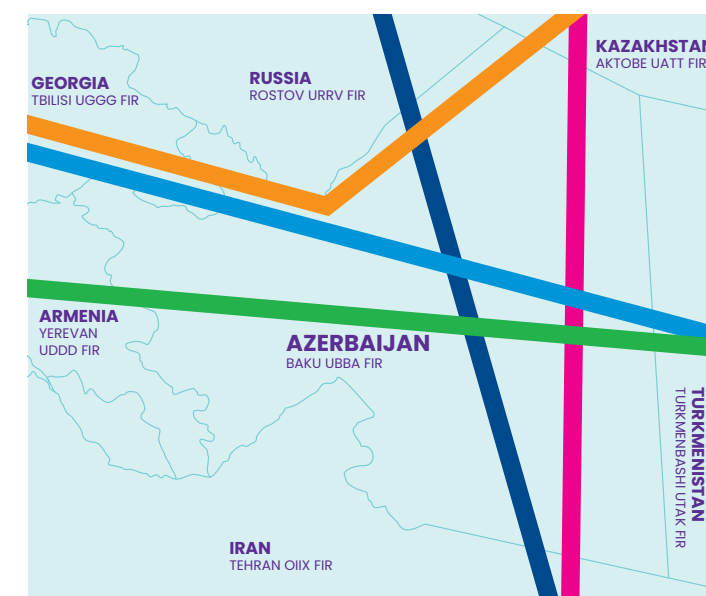 GEORGIA
TBILISI UGGG FIR
RUSSIA
ROSTOV URRV FIR
KAZAKHSTAN
AKTOBE UATT FIR
ARMENIA
YEREVAN
UDDD FIR
AZERBAIJAN
BAKU UBBA FIR
TURKMENISTAN
TURKMENBASHI UTAK FIR
IRAN
TEHRAN OIIX FIR